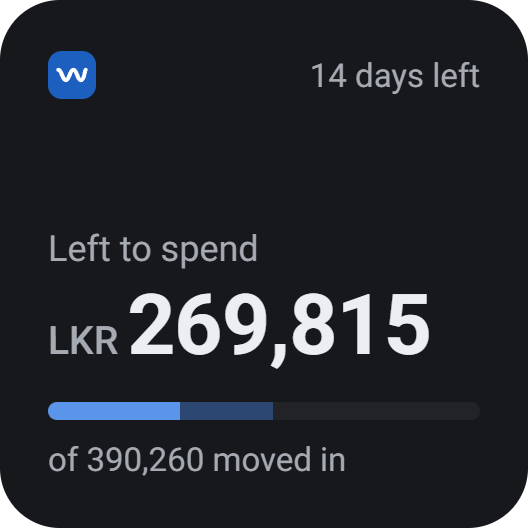 14 days left
Left to spend
LKR 269,815
of 390,260 moved in